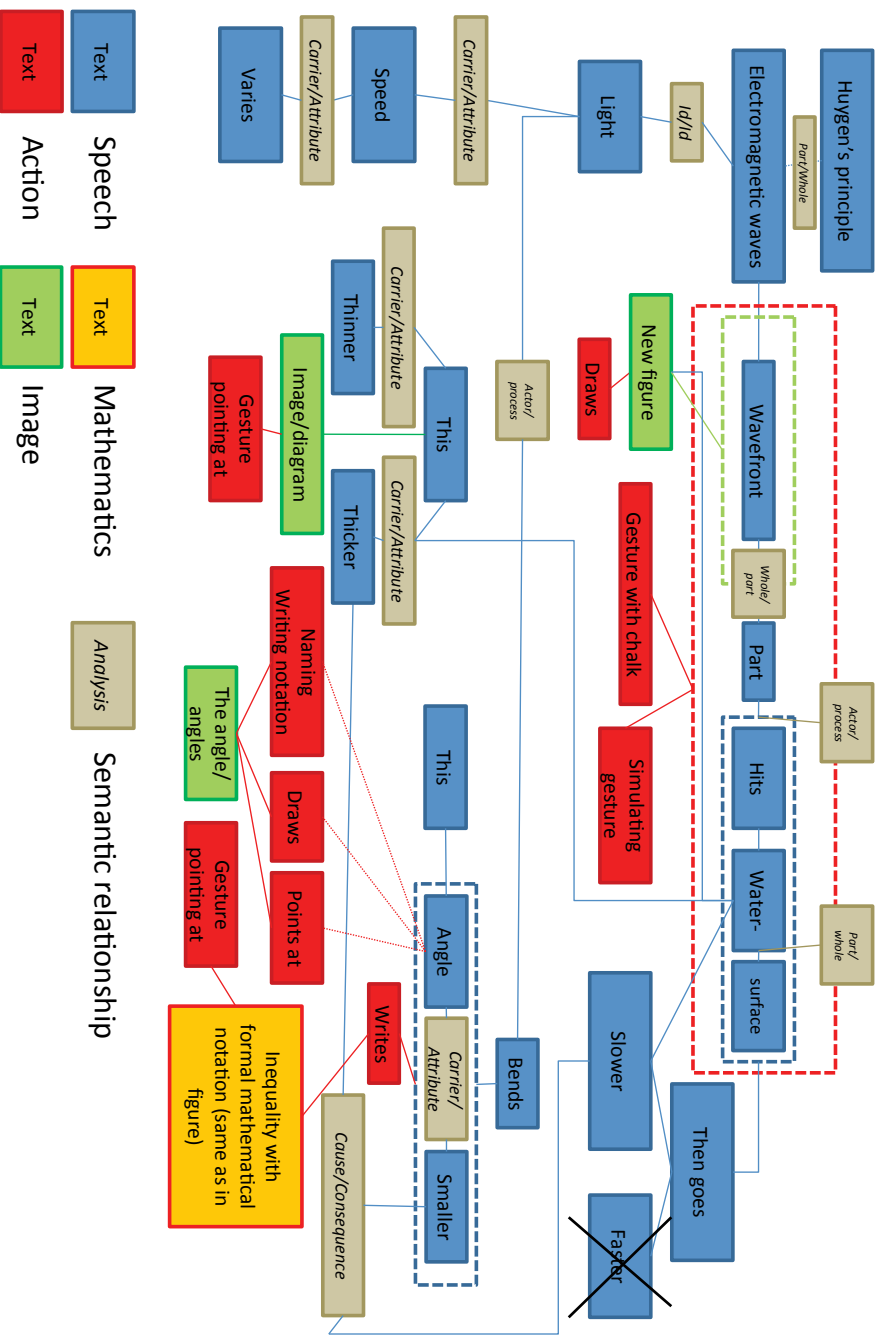 Huygen's principle
Actor/
process
Part/
whole
Part/Whole
Electromagnetic waves
Wavefront
Whole/
part
Part
Hits
Water-
surface
Id/Id
Then goes
Light
New figure
Gesture with chalk
Simulating
gesture
Slower
Faster
Draws
Actor/
process
Bends
Carrier/Attribute
This
This
Angle
Carrier/
Attribute
Smaller
Speed
Carrier/Attribute
Carrier/Attribute
Writes
Thinner
Thicker
Cause/Consequence
Carrier/Attribute
Image/diagram
Naming
Writing notation
Draws
Points at
Varies
Gesture
pointing at
The angle/
angles
Gesture
pointing at
Inequality with
formal mathematical
notation (same as in
figure)
Text
Speech
Text
Mathematics
Analysis
Semantic relationship
Text
Action
Text
Image